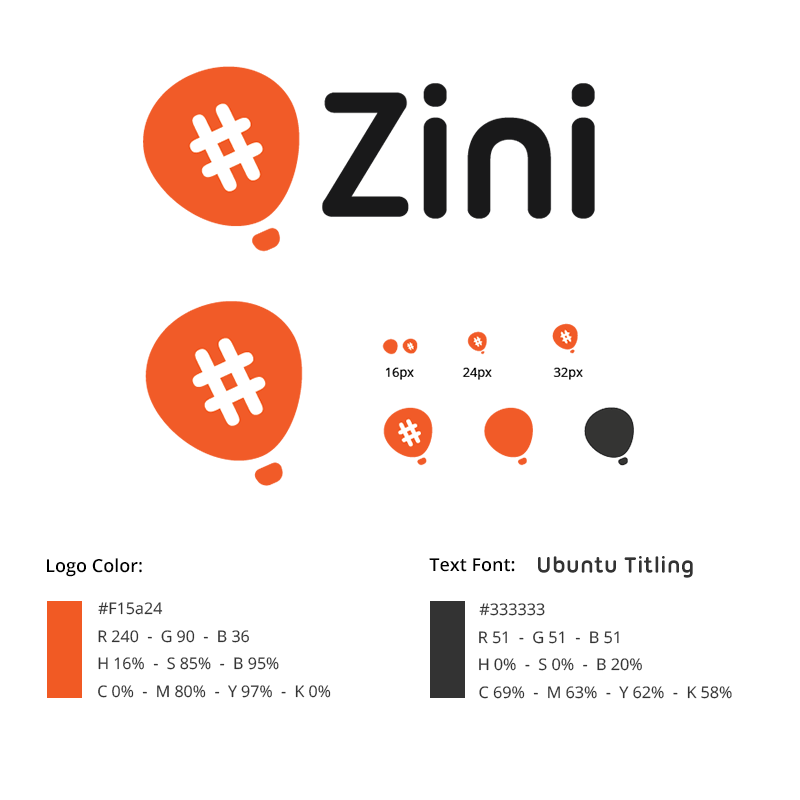 # Zini
#
16px 24px 32px
#
Logo Color:
#F15a24
R 240 - G 90 - B 36
H 16% - S 85% - B 95%
C 0% - M 80% - Y 97% - K 0%
Text Font: Ubuntu Titling
#333333
R 51 - G 51 - B 51
H 0% - S 0% - B 20%
C 69% - M 63% - Y 62% - K 58%